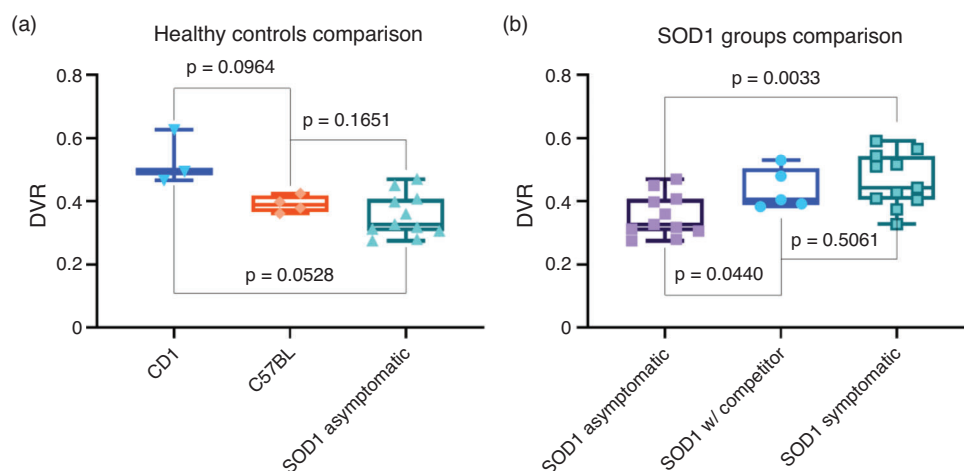 (a)
Healthy controls comparison
DVR
0.8
0.6
0.4
0.2
0
p = 0.0964
p = 0.1651
p = 0.0528
CD1
C57BL
SOD1 asymptomatic
(b)
SOD1 groups comparison
DVR
0.8
0.6
0.4
0.2
0
p = 0.0033
p = 0.5061
p = 0.0440
SOD1 asymptomatic
SOD1 w/ competitor
SOD1 symptomatic